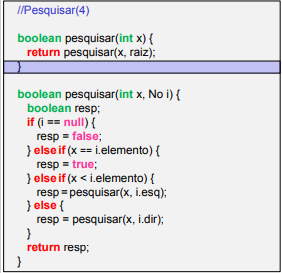 //Pesquisar(4)
boolean pesquisar(int x) {
return pesquisar(x, raiz);
}
boolean pesquisar(int x, No i) {
boolean resp;
if (i == null) {
resp = false;
} else if (x == i.elemento) {
resp = true;
} else if (x < i.elemento) {
resp = pesquisar(x, i.esq);
} else {
resp = pesquisar(x, i.dir);
}
return resp;
}